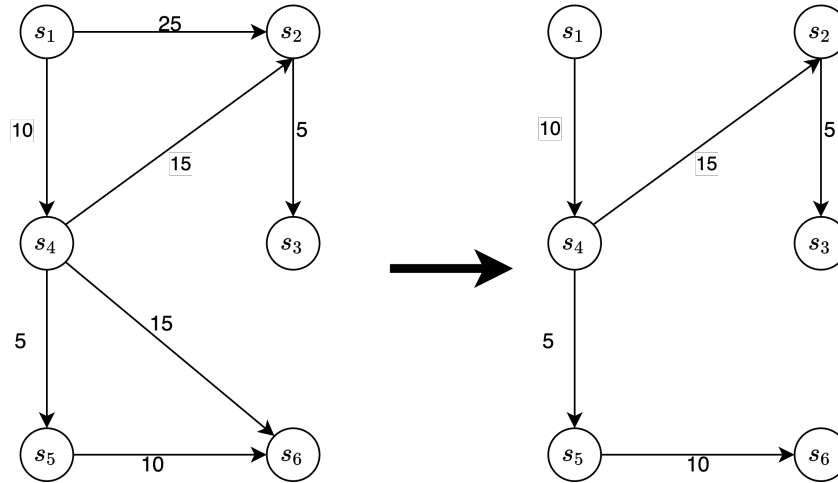 s₁ 25 s₂ s₁ s₂
10 5 10 5
15 15
s₄ s₃ s₄ s₃
5 15 5
s₅ 10 s₆ s₅ 10 s₆